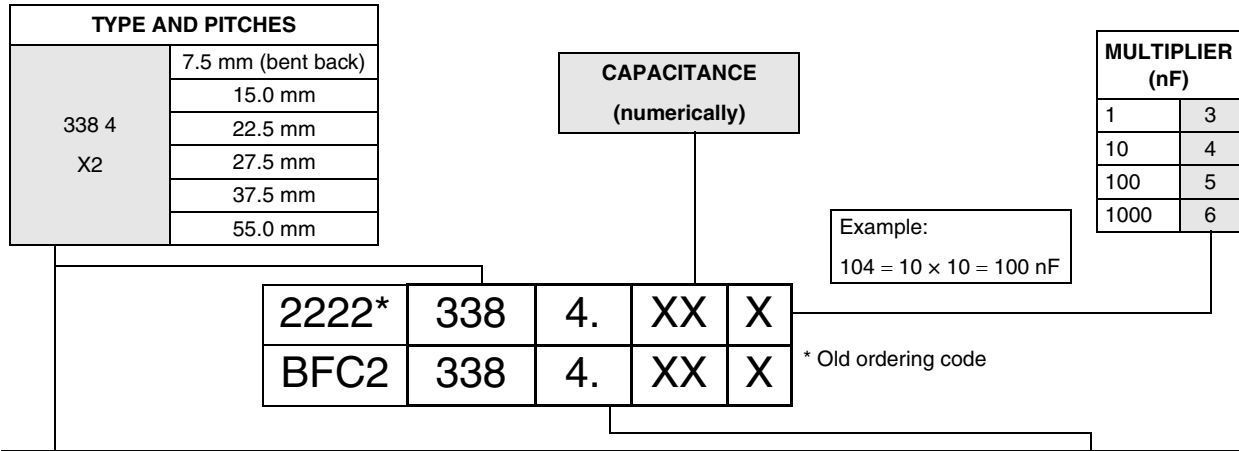 TYPE AND PITCHES
338 4
X2
7.5 mm (bent back)
15.0 mm
22.5 mm
27.5 mm
37.5 mm
55.0 mm
CAPACITANCE
(numerically)
MULTIPLIER
(nF)
1 3
10 4
100 5
1000 6
Example:
104 = 10 × 10 = 100 nF
2222* 338 4. XX X
BFC2 338 4. XX X
* Old ordering code